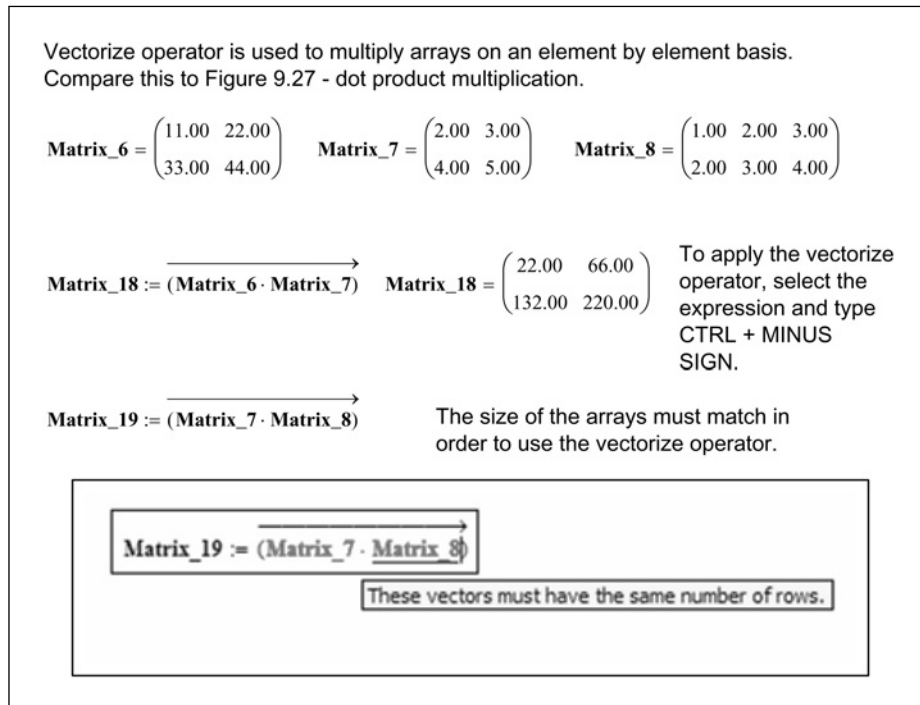 Vectorize operator is used to multiply arrays on an element by element basis.
Compare this to Figure 9.27 - dot product multiplication.
Matrix_6 = (11.00 22.00 33.00 44.00) Matrix_7 = (2.00 3.00 4.00 5.00) Matrix_8 = (1.00 2.00 3.00 2.00 3.00 4.00)
Matrix_18 := (Matrix_6 · Matrix_7) Matrix_18 = (22.00 66.00 132.00 220.00)
To apply the vectorize
operator, select the
expression and type
CTRL + MINUS
SIGN.
Matrix_19 := (Matrix_7 · Matrix_8)
The size of the arrays must match in
order to use the vectorize operator.
Matrix_19 := (Matrix_7 · Matrix_8)
These vectors must have the same number of rows.